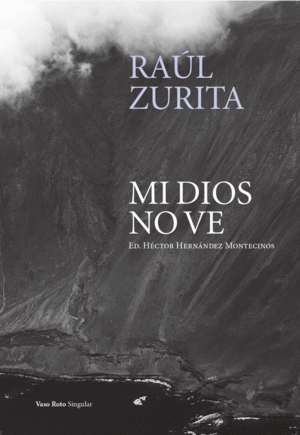 RAÚL
ZURITA
MI DIOS
NO VE
ED. HÉCTOR HERNÁNDEZ MONTECINOS
Vaso Roto Singular